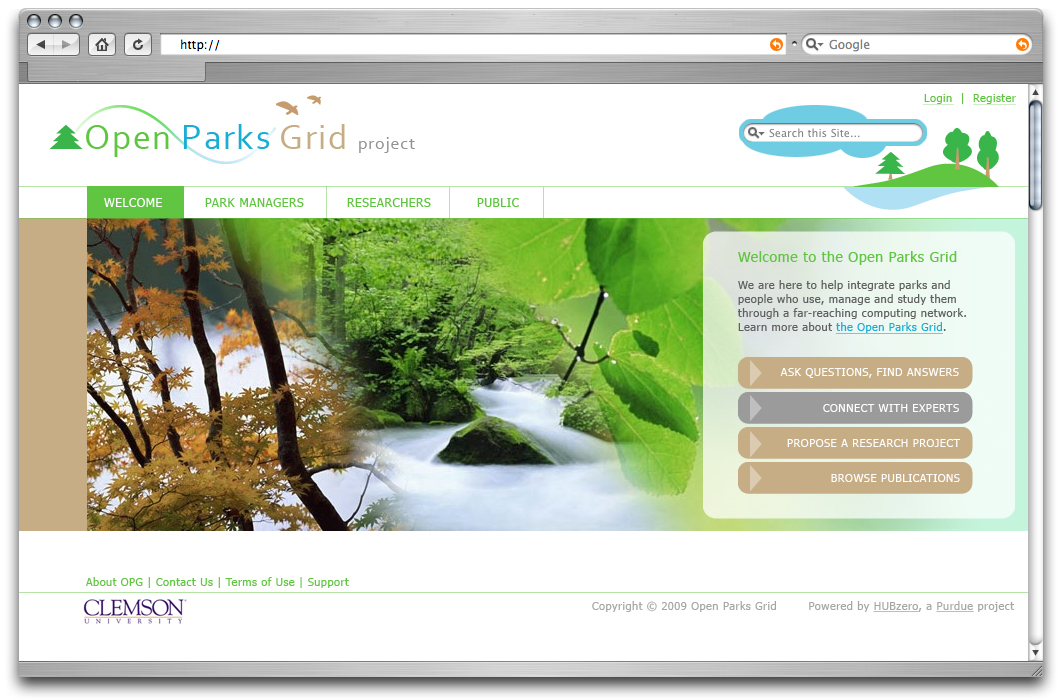 http://
Google
Login | Register
Open Parks Grid project
Search this Site...
WELCOME
PARK MANAGERS
RESEARCHERS
PUBLIC
Welcome to the Open Parks Grid
We are here to help integrate parks and
people who use, manage and study them
through a far-reaching computing network.
Learn more about the Open Parks Grid.
ASK QUESTIONS, FIND ANSWERS
CONNECT WITH EXPERTS
PROPOSE A RESEARCH PROJECT
BROWSE PUBLICATIONS
About OPG | Contact Us | Terms of Use | Support
CLEMSON
UNIVERSITY
Copyright © 2009 Open Parks Grid
Powered by HUBzero, a Purdue project